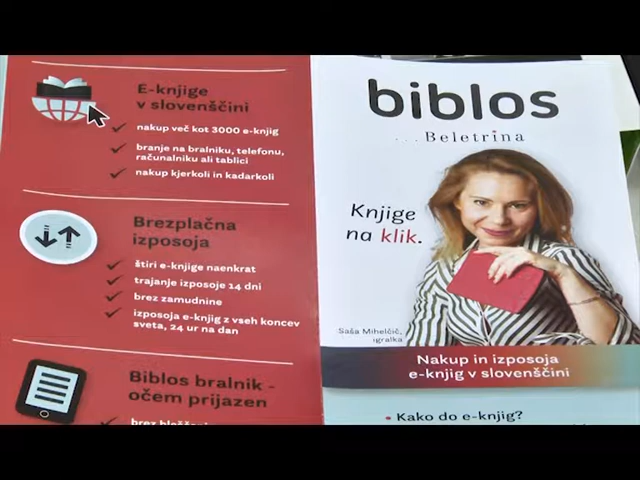 E-knjige
v slovenščini
nakup več kot 3000 e-knjig
branje na bralniku, telefonu,
računalniku ali tablici
nakup kjerkoli in kadarkoli
Brezplačna
izposoja
štiri e-knjige naenkrat
trajanje izposoje 14 dni
brez zamudnine
izposoja e-knjig z vseh koncev
sveta, 24 ur na dan
Biblos bralnik -
očem prijazen
brez
biblos
...Beletrina
Knjige
na klik.
Saša Mihelčič,
igralka
Nakup in izposoja
e-knjig v slovenščini
• Kako do e-knjig?